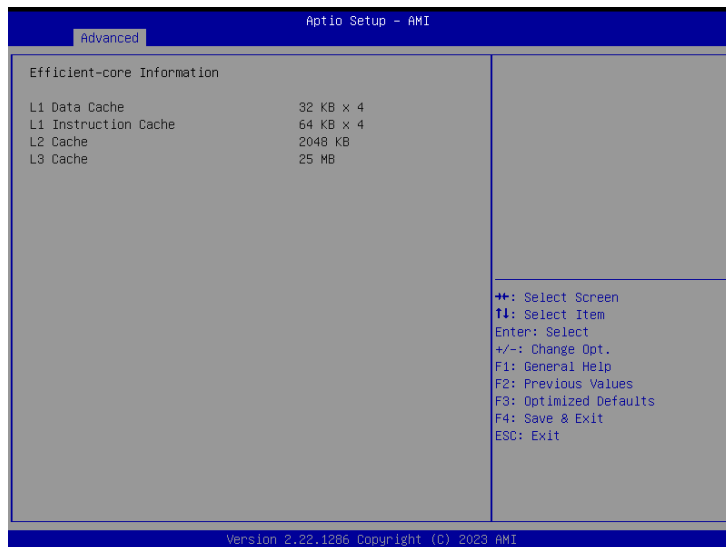 Aptio Setup – AMI
Advanced
Efficient-core Information
L1 Data Cache 32 KB x 4
L1 Instruction Cache 64 KB x 4
L2 Cache 2048 KB
L3 Cache 25 MB
→←: Select Screen
↑↓: Select Item
Enter: Select
+/-: Change Opt.
F1: General Help
F2: Previous Values
F3: Optimized Defaults
F4: Save & Exit
ESC: Exit
Version 2.22.1286 Copyright (C) 2023 AMI